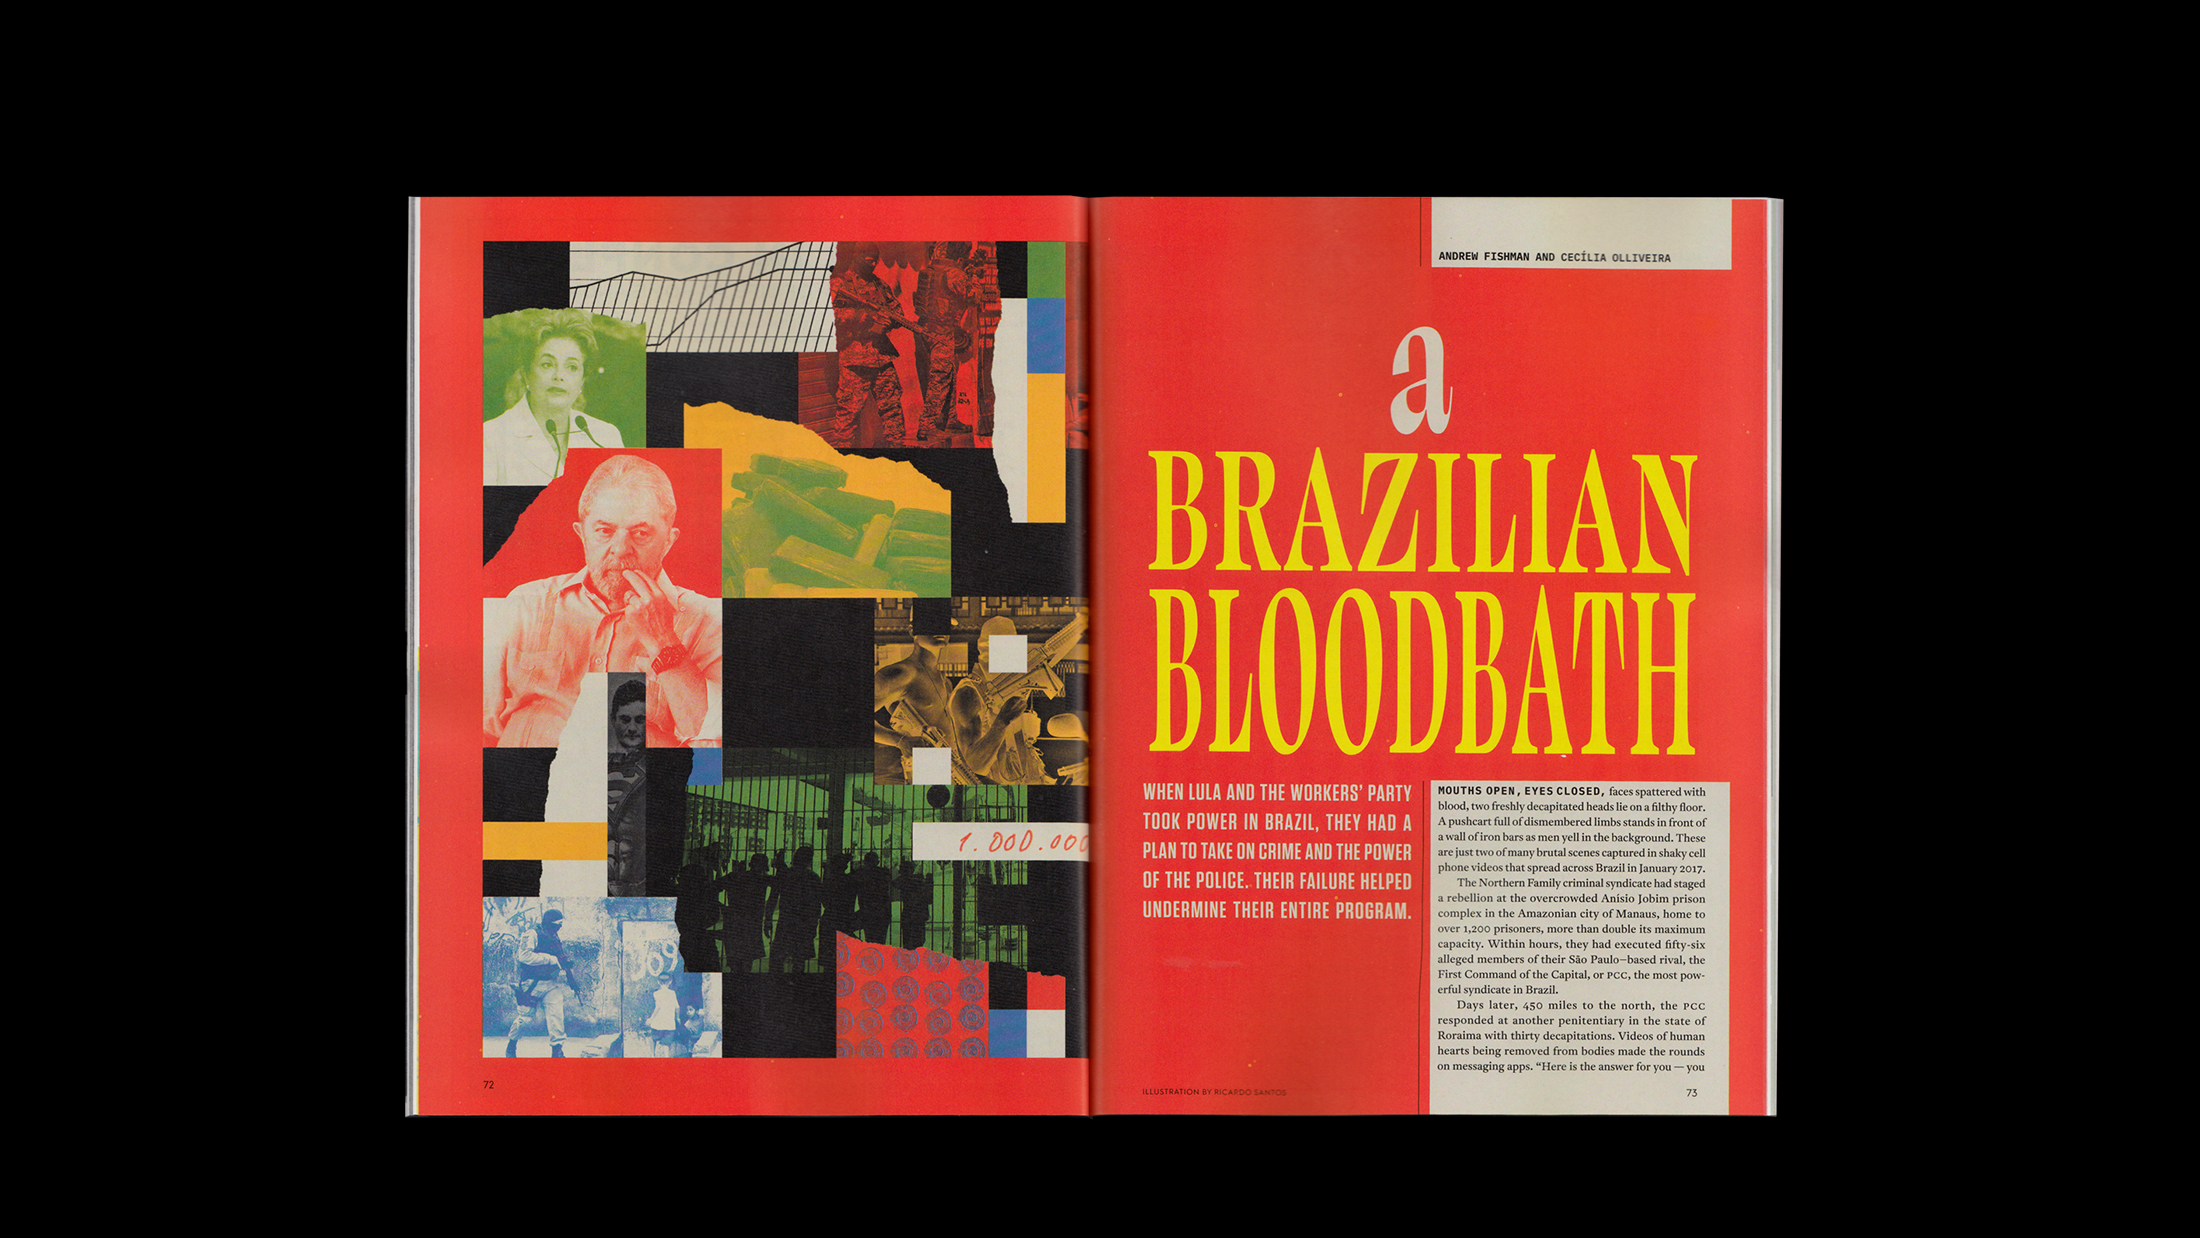 ANDREW FISHMAN AND CECÍLIA OLLIVEIRA
a
BRAZILIAN
BLOODBATH
WHEN LULA AND THE WORKERS' PARTY
TOOK POWER IN BRAZIL, THEY HAD A
PLAN TO TAKE ON CRIME AND THE POWER
OF THE POLICE. THEIR FAILURE HELPED
UNDERMINE THEIR ENTIRE PROGRAM.
MOUTHS OPEN, EYES CLOSED, faces spattered with
blood, two freshly decapitated heads lie on a filthy floor.
A pushcart full of dismembered limbs stands in front of
a wall of iron bars as men yell in the background. These
are just two of many brutal scenes captured in shaky cell
phone videos that spread across Brazil in January 2017.
The Northern Family criminal syndicate had staged
a rebellion at the overcrowded Anísio Jobim prison
complex in the Amazonian city of Manaus, home to
over 1,200 prisoners, more than double its maximum
capacity. Within hours, they had executed fifty-six
alleged members of their São Paulo–based rival, the
First Command of the Capital, or PCC, the most pow-
erful syndicate in Brazil.
Days later, 450 miles to the north, the PCC
responded at another penitentiary in the state of
Roraima with thirty decapitations. Videos of human
hearts being removed from bodies made the rounds
on messaging apps. “Here is the answer for you — you
1.000.000
72
ILLUSTRATION BY RICARDO SANTOS
73